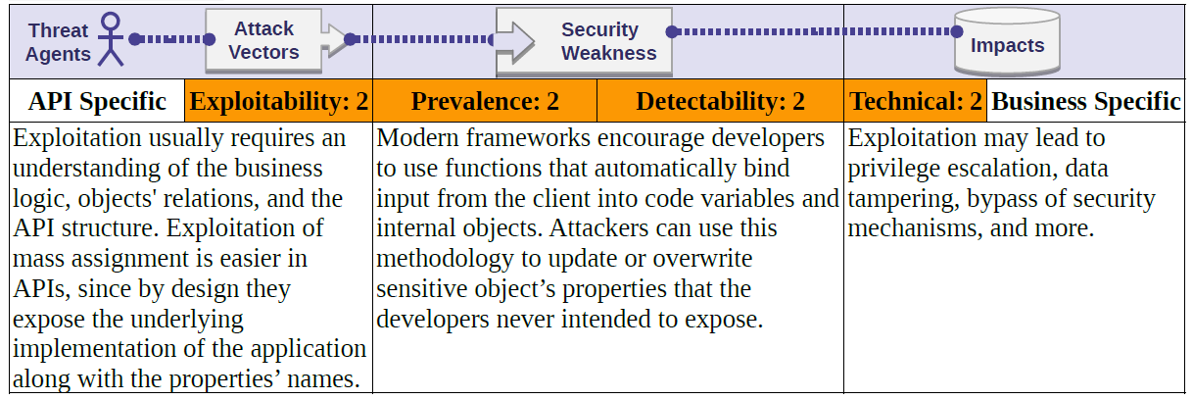 Threat
Agents
Attack
Vectors
Security
Weakness
Impacts
API Specific
Exploitability: 2
Prevalence: 2
Detectability: 2
Technical: 2
Business Specific
Exploitation usually requires an
understanding of the business
logic, objects' relations, and the
API structure. Exploitation of
mass assignment is easier in
APIs, since by design they
expose the underlying
implementation of the application
along with the properties’ names.
Modern frameworks encourage developers
to use functions that automatically bind
input from the client into code variables and
internal objects. Attackers can use this
methodology to update or overwrite
sensitive object’s properties that the
developers never intended to expose.
Exploitation may lead to
privilege escalation, data
tampering, bypass of security
mechanisms, and more.